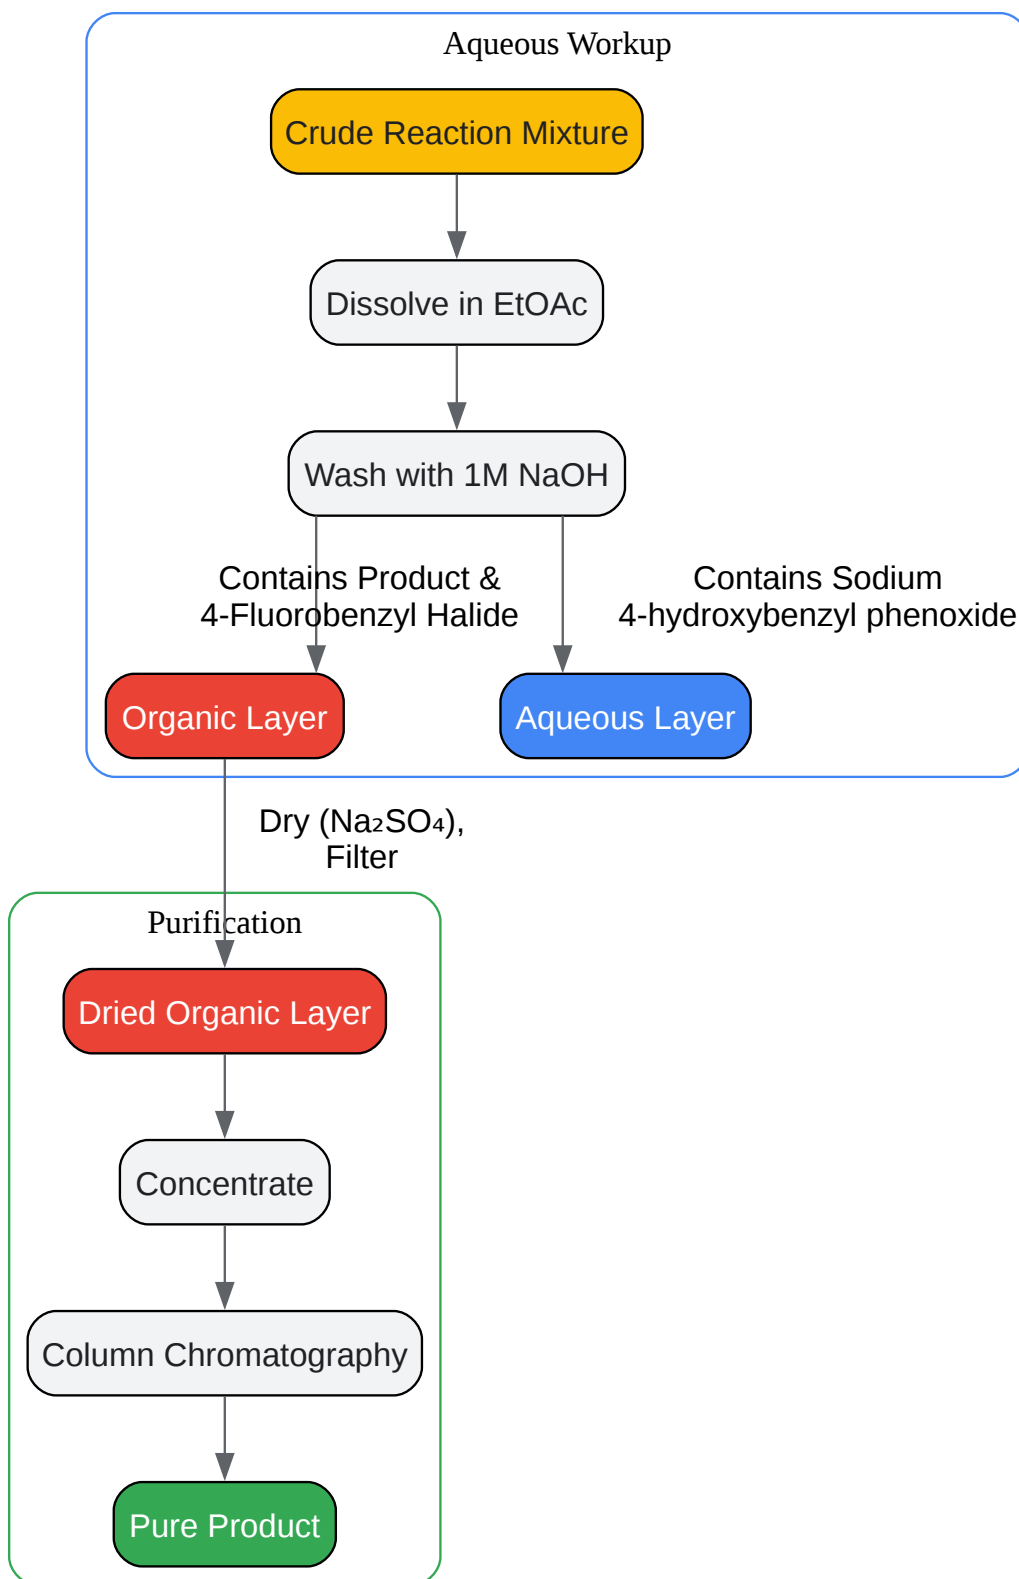 Aqueous Workup
Crude Reaction Mixture
Dissolve in EtOAc
Wash with 1M NaOH
Contains Product &
4-Fluorobenzyl Halide
Contains Sodium
4-hydroxybenzyl phenoxide
Organic Layer
Aqueous Layer
Dry (Na₂SO₄),
Filter
Purification
Dried Organic Layer
Concentrate
Column Chromatography
Pure Product